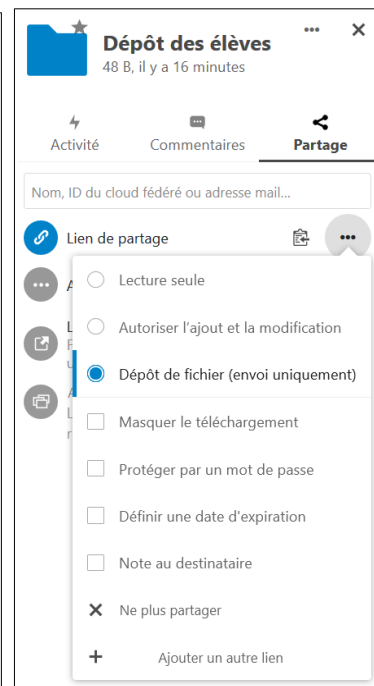 Dépôt des élèves
48 B, il y a 16 minutes
Activité
Commentaires
Partage
Nom, ID du cloud fédéré ou adresse mail...
Lien de partage
Lecture seule
Autoriser l'ajout et la modification
Dépôt de fichier (envoi uniquement)
Masquer le téléchargement
Protéger par un mot de passe
Définir une date d'expiration
Note au destinataire
Ne plus partager
Ajouter un autre lien